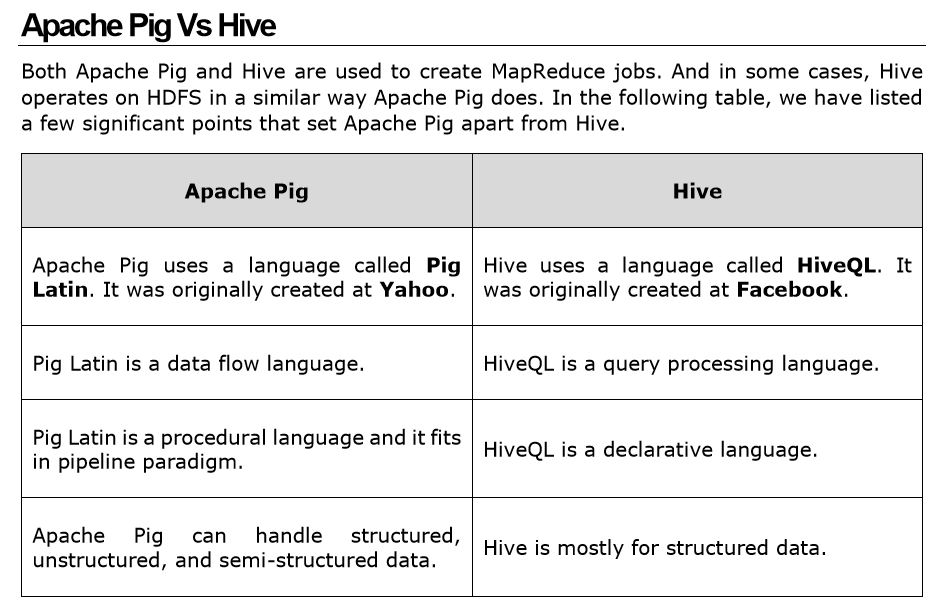 Apache Pig Vs Hive
Both Apache Pig and Hive are used to create MapReduce jobs. And in some cases, Hive
operates on HDFS in a similar way Apache Pig does. In the following table, we have listed
a few significant points that set Apache Pig apart from Hive.
Apache Pig
Hive
Apache Pig uses a language called Pig
Latin. It was originally created at Yahoo.
Hive uses a language called HiveQL. It
was originally created at Facebook.
Pig Latin is a data flow language.
HiveQL is a query processing language.
Pig Latin is a procedural language and it fits
in pipeline paradigm.
HiveQL is a declarative language.
Apache Pig can handle structured,
unstructured, and semi-structured data.
Hive is mostly for structured data.